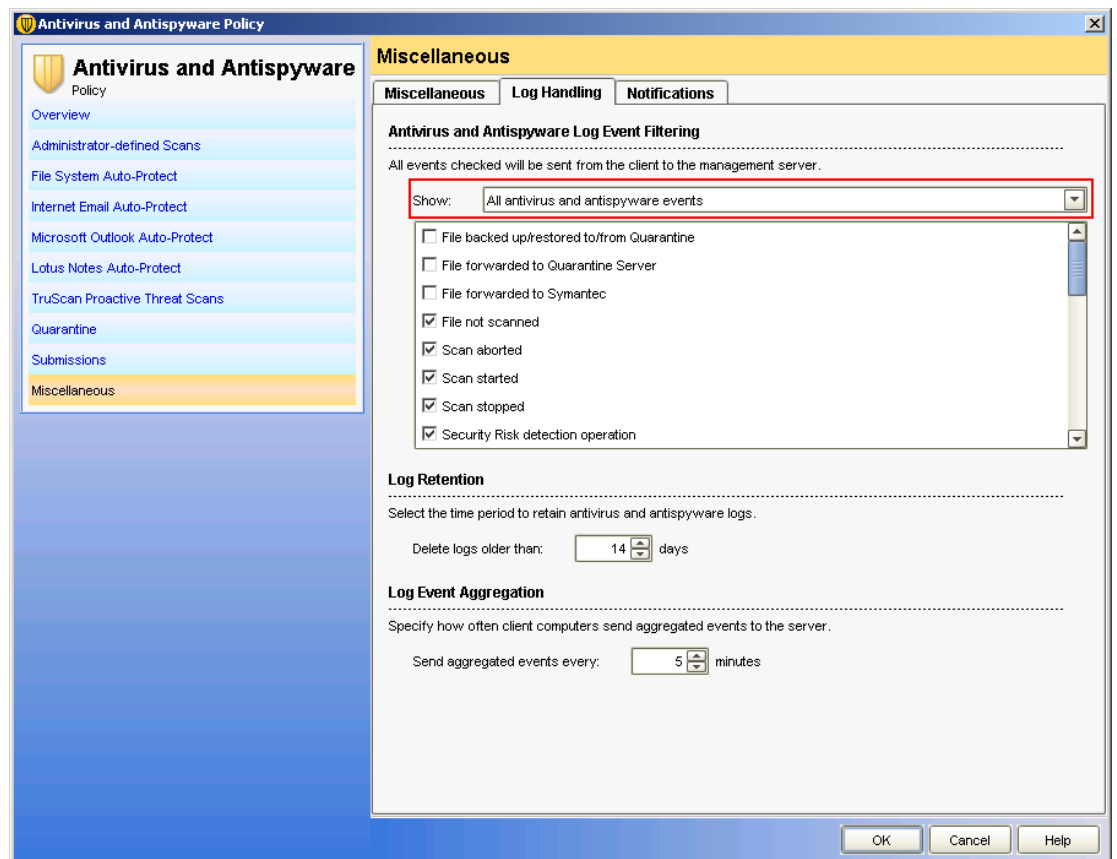 Antivirus and Antispyware Policy
Antivirus and Antispyware
Policy
Overview
Administrator-defined Scans
File System Auto-Protect
Internet Email Auto-Protect
Microsoft Outlook Auto-Protect
Lotus Notes Auto-Protect
TruScan Proactive Threat Scans
Quarantine
Submissions
Miscellaneous
Miscellaneous
Miscellaneous Log Handling Notifications
Antivirus and Antispyware Log Event Filtering
All events checked will be sent from the client to the management server.
Show: All antivirus and antispyware events
File backed up/restored to/from Quarantine
File forwarded to Quarantine Server
File forwarded to Symantec
File not scanned
Scan aborted
Scan started
Scan stopped
Security Risk detection operation
Log Retention
Select the time period to retain antivirus and antispyware logs.
Delete logs older than: 14 days
Log Event Aggregation
Specify how often client computers send aggregated events to the server.
Send aggregated events every: 5 minutes
OK Cancel Help